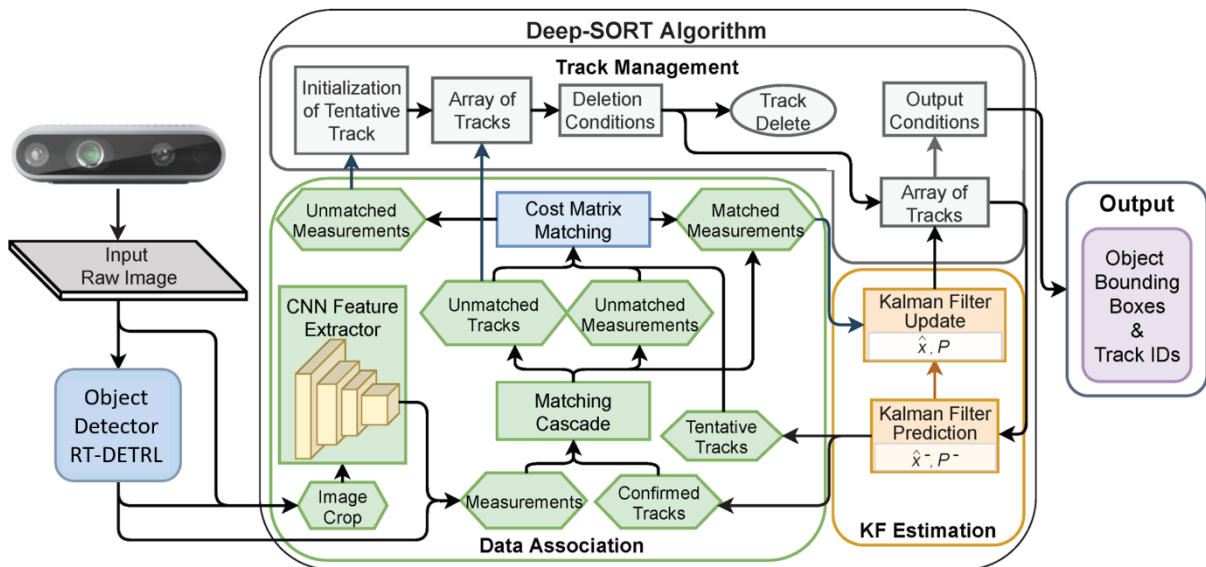 Deep-SORT Algorithm
Track Management
Initialization
of Tentative
Track
Array of
Tracks
Deletion
Conditions
Track
Delete
Output
Conditions
Array of
Tracks
Input
Raw Image
Object
Detector
RT-DETRL
Unmatched
Measurements
Cost Matrix
Matching
Matched
Measurements
CNN Feature
Extractor
Unmatched
Tracks
Unmatched
Measurements
Matching
Cascade
Tentative
Tracks
Image
Crop
Measurements
Confirmed
Tracks
Data Association
Kalman Filter
Update
x̂, P
Kalman Filter
Prediction
x̂⁻, P⁻
KF Estimation
Output
Object
Bounding
Boxes
&
Track IDs